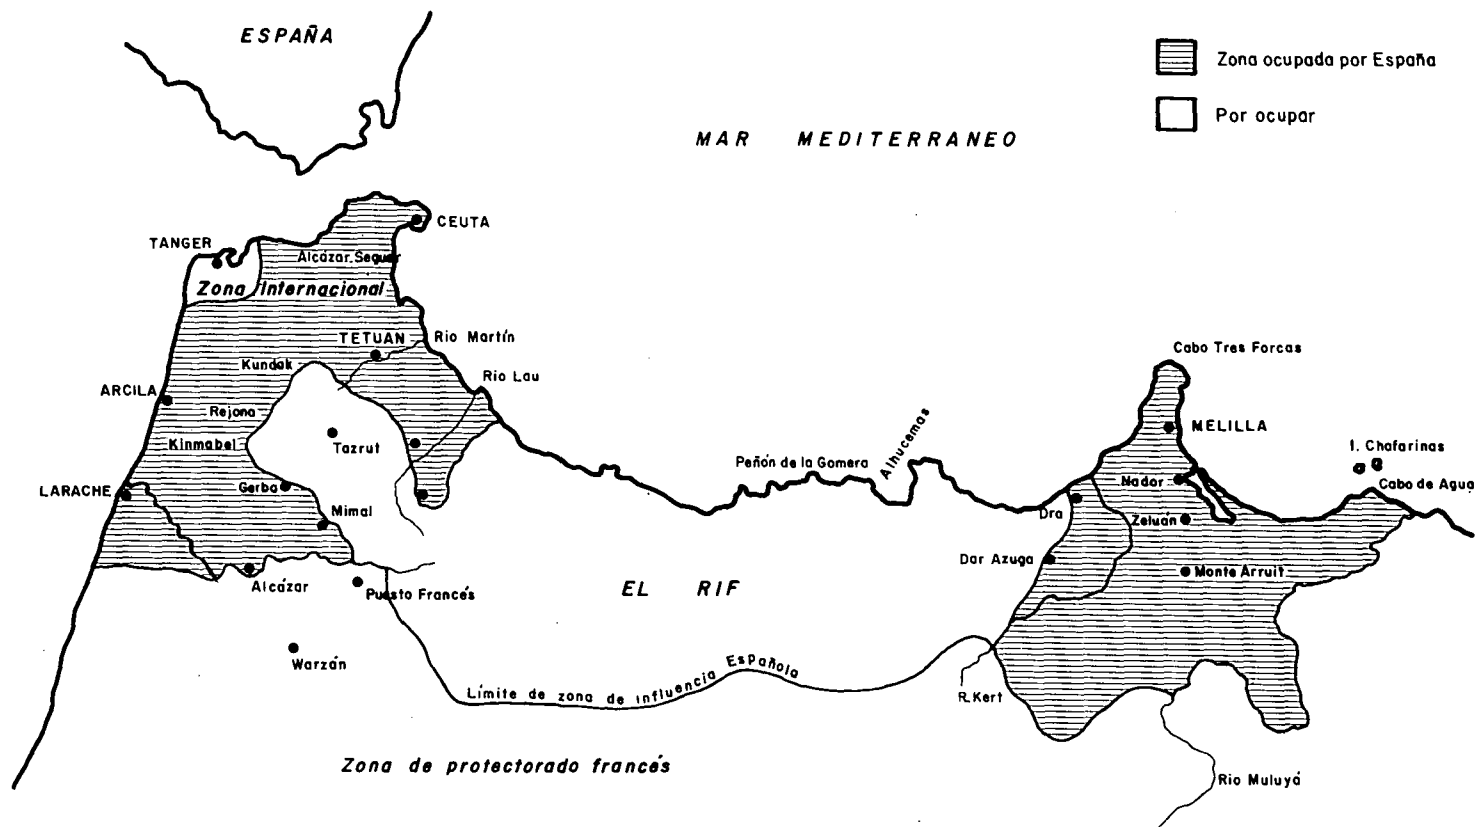 ESPAÑA
Zona ocupada por España
Por ocupar
MAR MEDITERRANEO
CEUTA
TANGER
Alcázar Seguer
Zona Internacional
TETUAN
Rio Martín
Kundak
Rio Lau
Cabo Tres Forcas
ARCILA
Rejona
MELILLA
Kinmabel
Tazrut
Peñón de la Gomera
Alhucemas
I. Chafarinas
Cabo de Agua
LARACHE
Gerba
Nador
Mimal
Dra
Zeluán
Dar Azuga
Monte Arruit
Alcázar
Puesto Francés
EL RIF
Warzán
Límite de zona de influencia Española
R. Kert
Zona de protectorado francés
Rio Muluyá